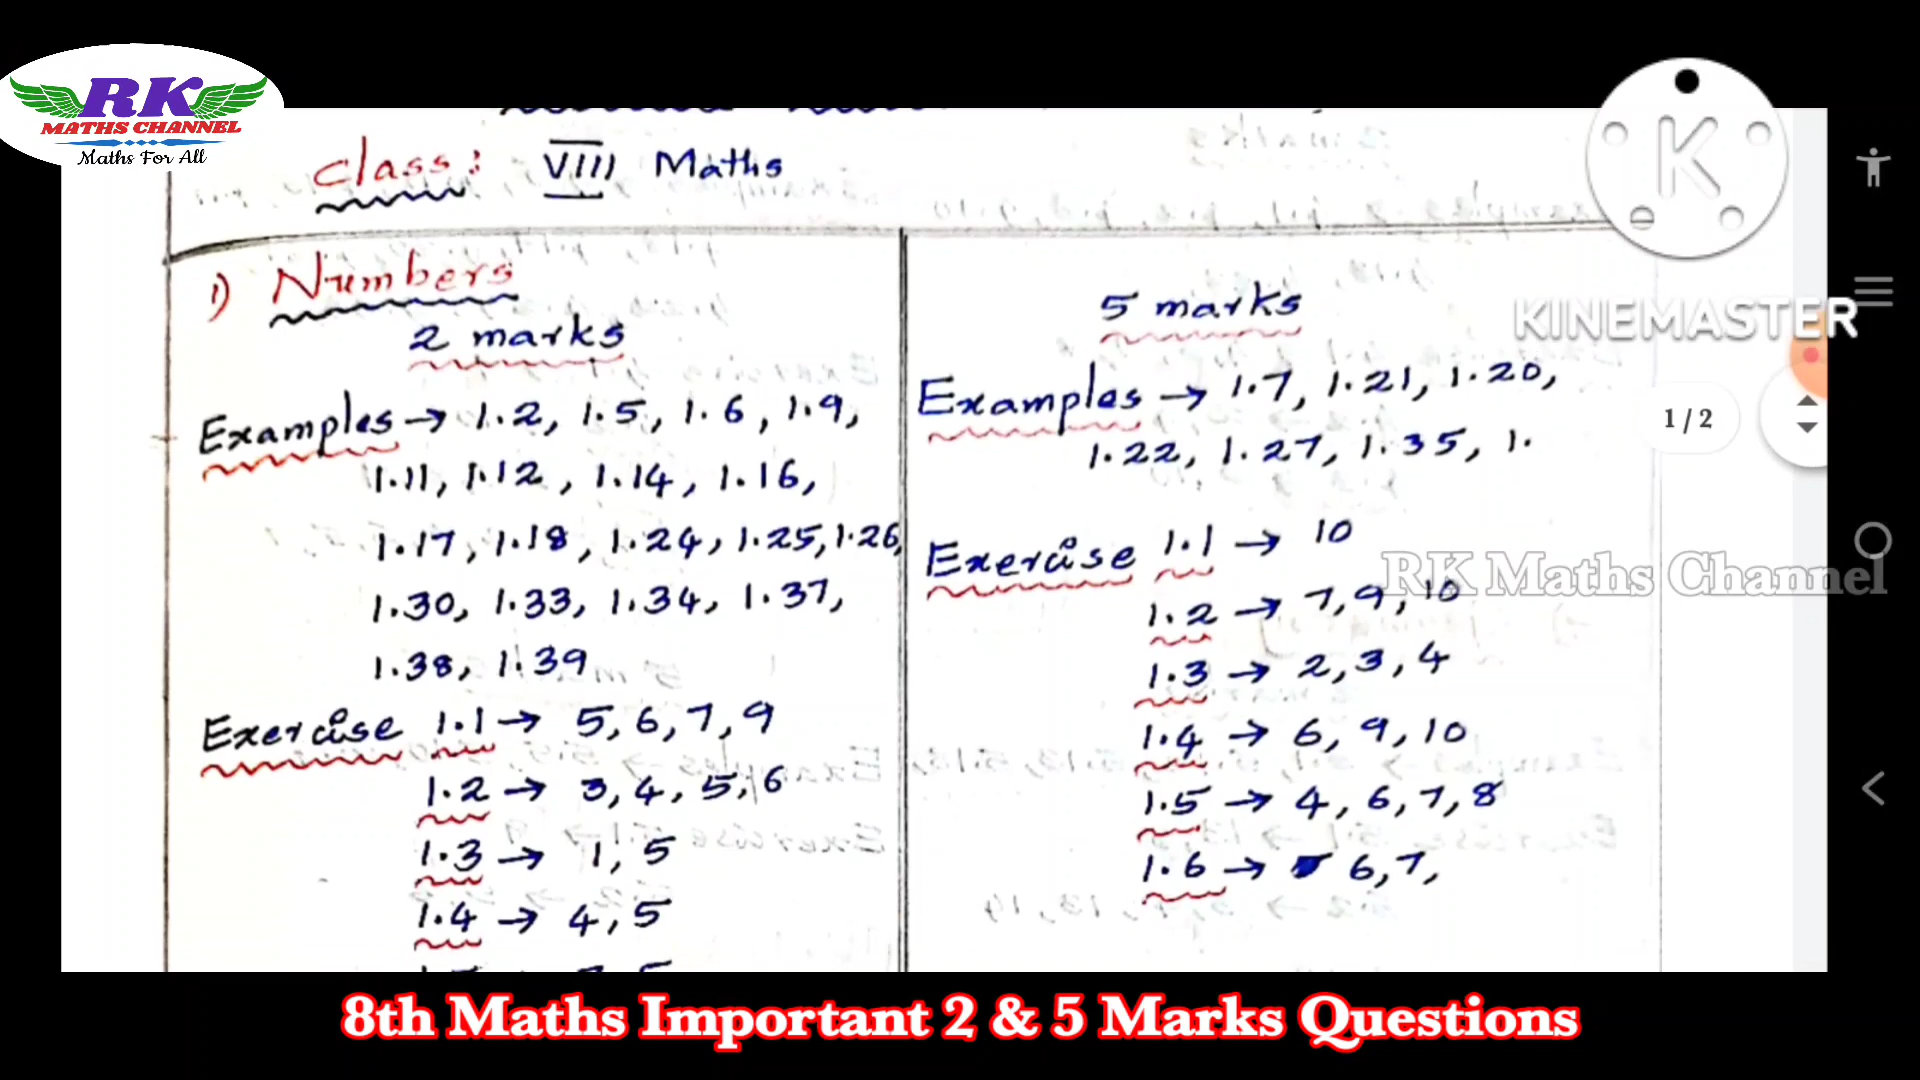 RK
MATHS CHANNEL
Maths For All
Class: VIII Maths
1) Numbers
2 marks
Examples → 1.2, 1.5, 1.6, 1.9,
1.11, 1.12, 1.14, 1.16,
1.17, 1.18, 1.24, 1.25, 1.26,
1.30, 1.33, 1.34, 1.37,
1.38, 1.39
Exercise 1.1 → 5, 6, 7, 9
1.2 → 3, 4, 5, 6
1.3 → 1, 5
1.4 → 4, 5
5 marks
Examples → 1.7, 1.21, 1.20,
1.22, 1.27, 1.35, 1.
Exercise 1.1 → 10
1.2 → 7, 9, 10
1.3 → 2, 3, 4
1.4 → 6, 9, 10
1.5 → 4, 6, 7, 8
1.6 → 6, 7,
K
KINEMASTER
1/2
RK Maths Channel
8th Maths Important 2 & 5 Marks Questions